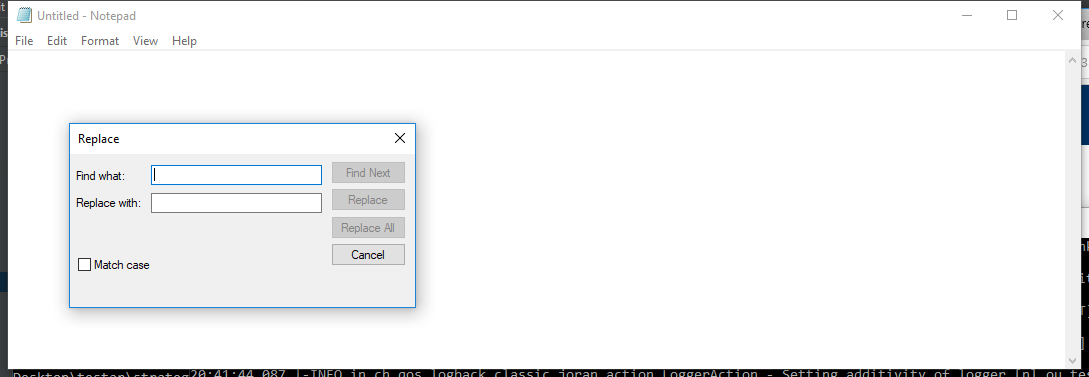 Untitled - Notepad
File Edit Format View Help
Replace
Find what:
Find Next
Replace with:
Replace
Replace All
Cancel
Match case
Desktop\testar\strateg20:41:44,087 |-INFO in ch.qos.logback.classic.joran.action.LoggerAction - Setting additivity of logger [nl.ou.te